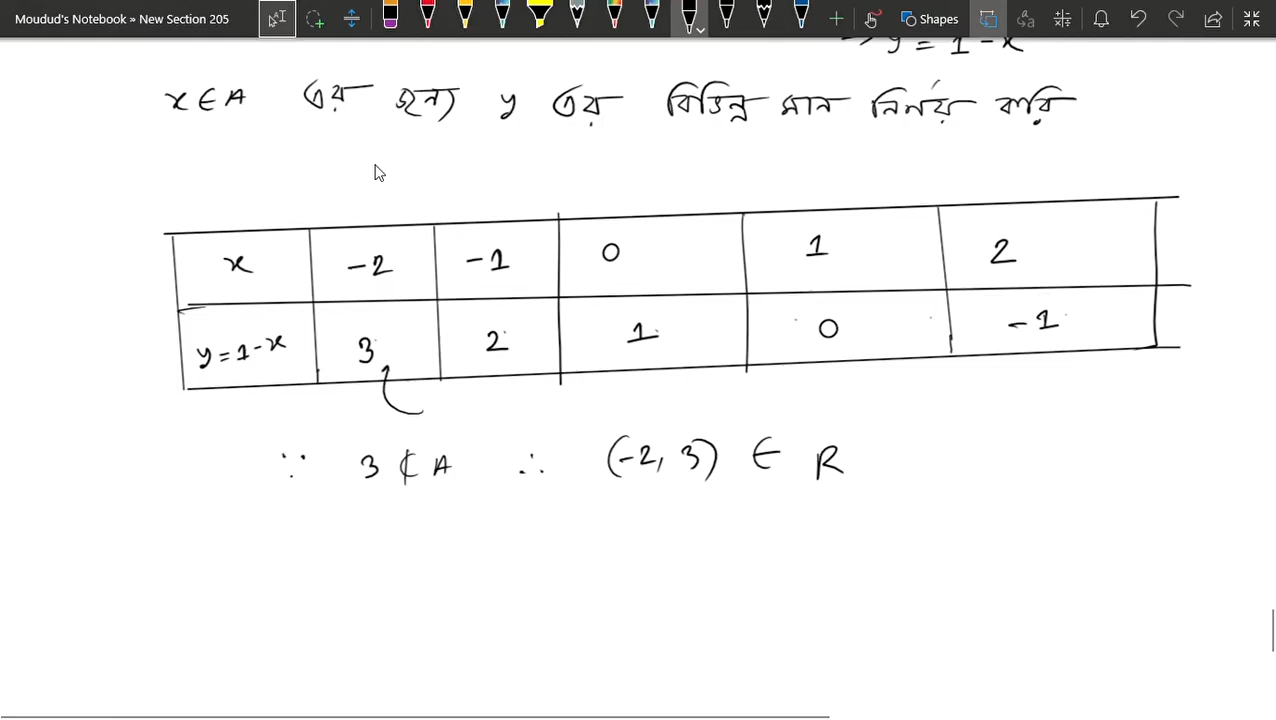 Moudud's Notebook » New Section 205
Shapes
→ y = 1 - x
x ∈ A এর জন্য y এর বিভিন্ন মান নির্ণয় করি
x -2 -1 0 1 2
y = 1 - x 3 2 1 0 -1
∵ 3 ⊄ A ∴ (-2, 3) ∈ R